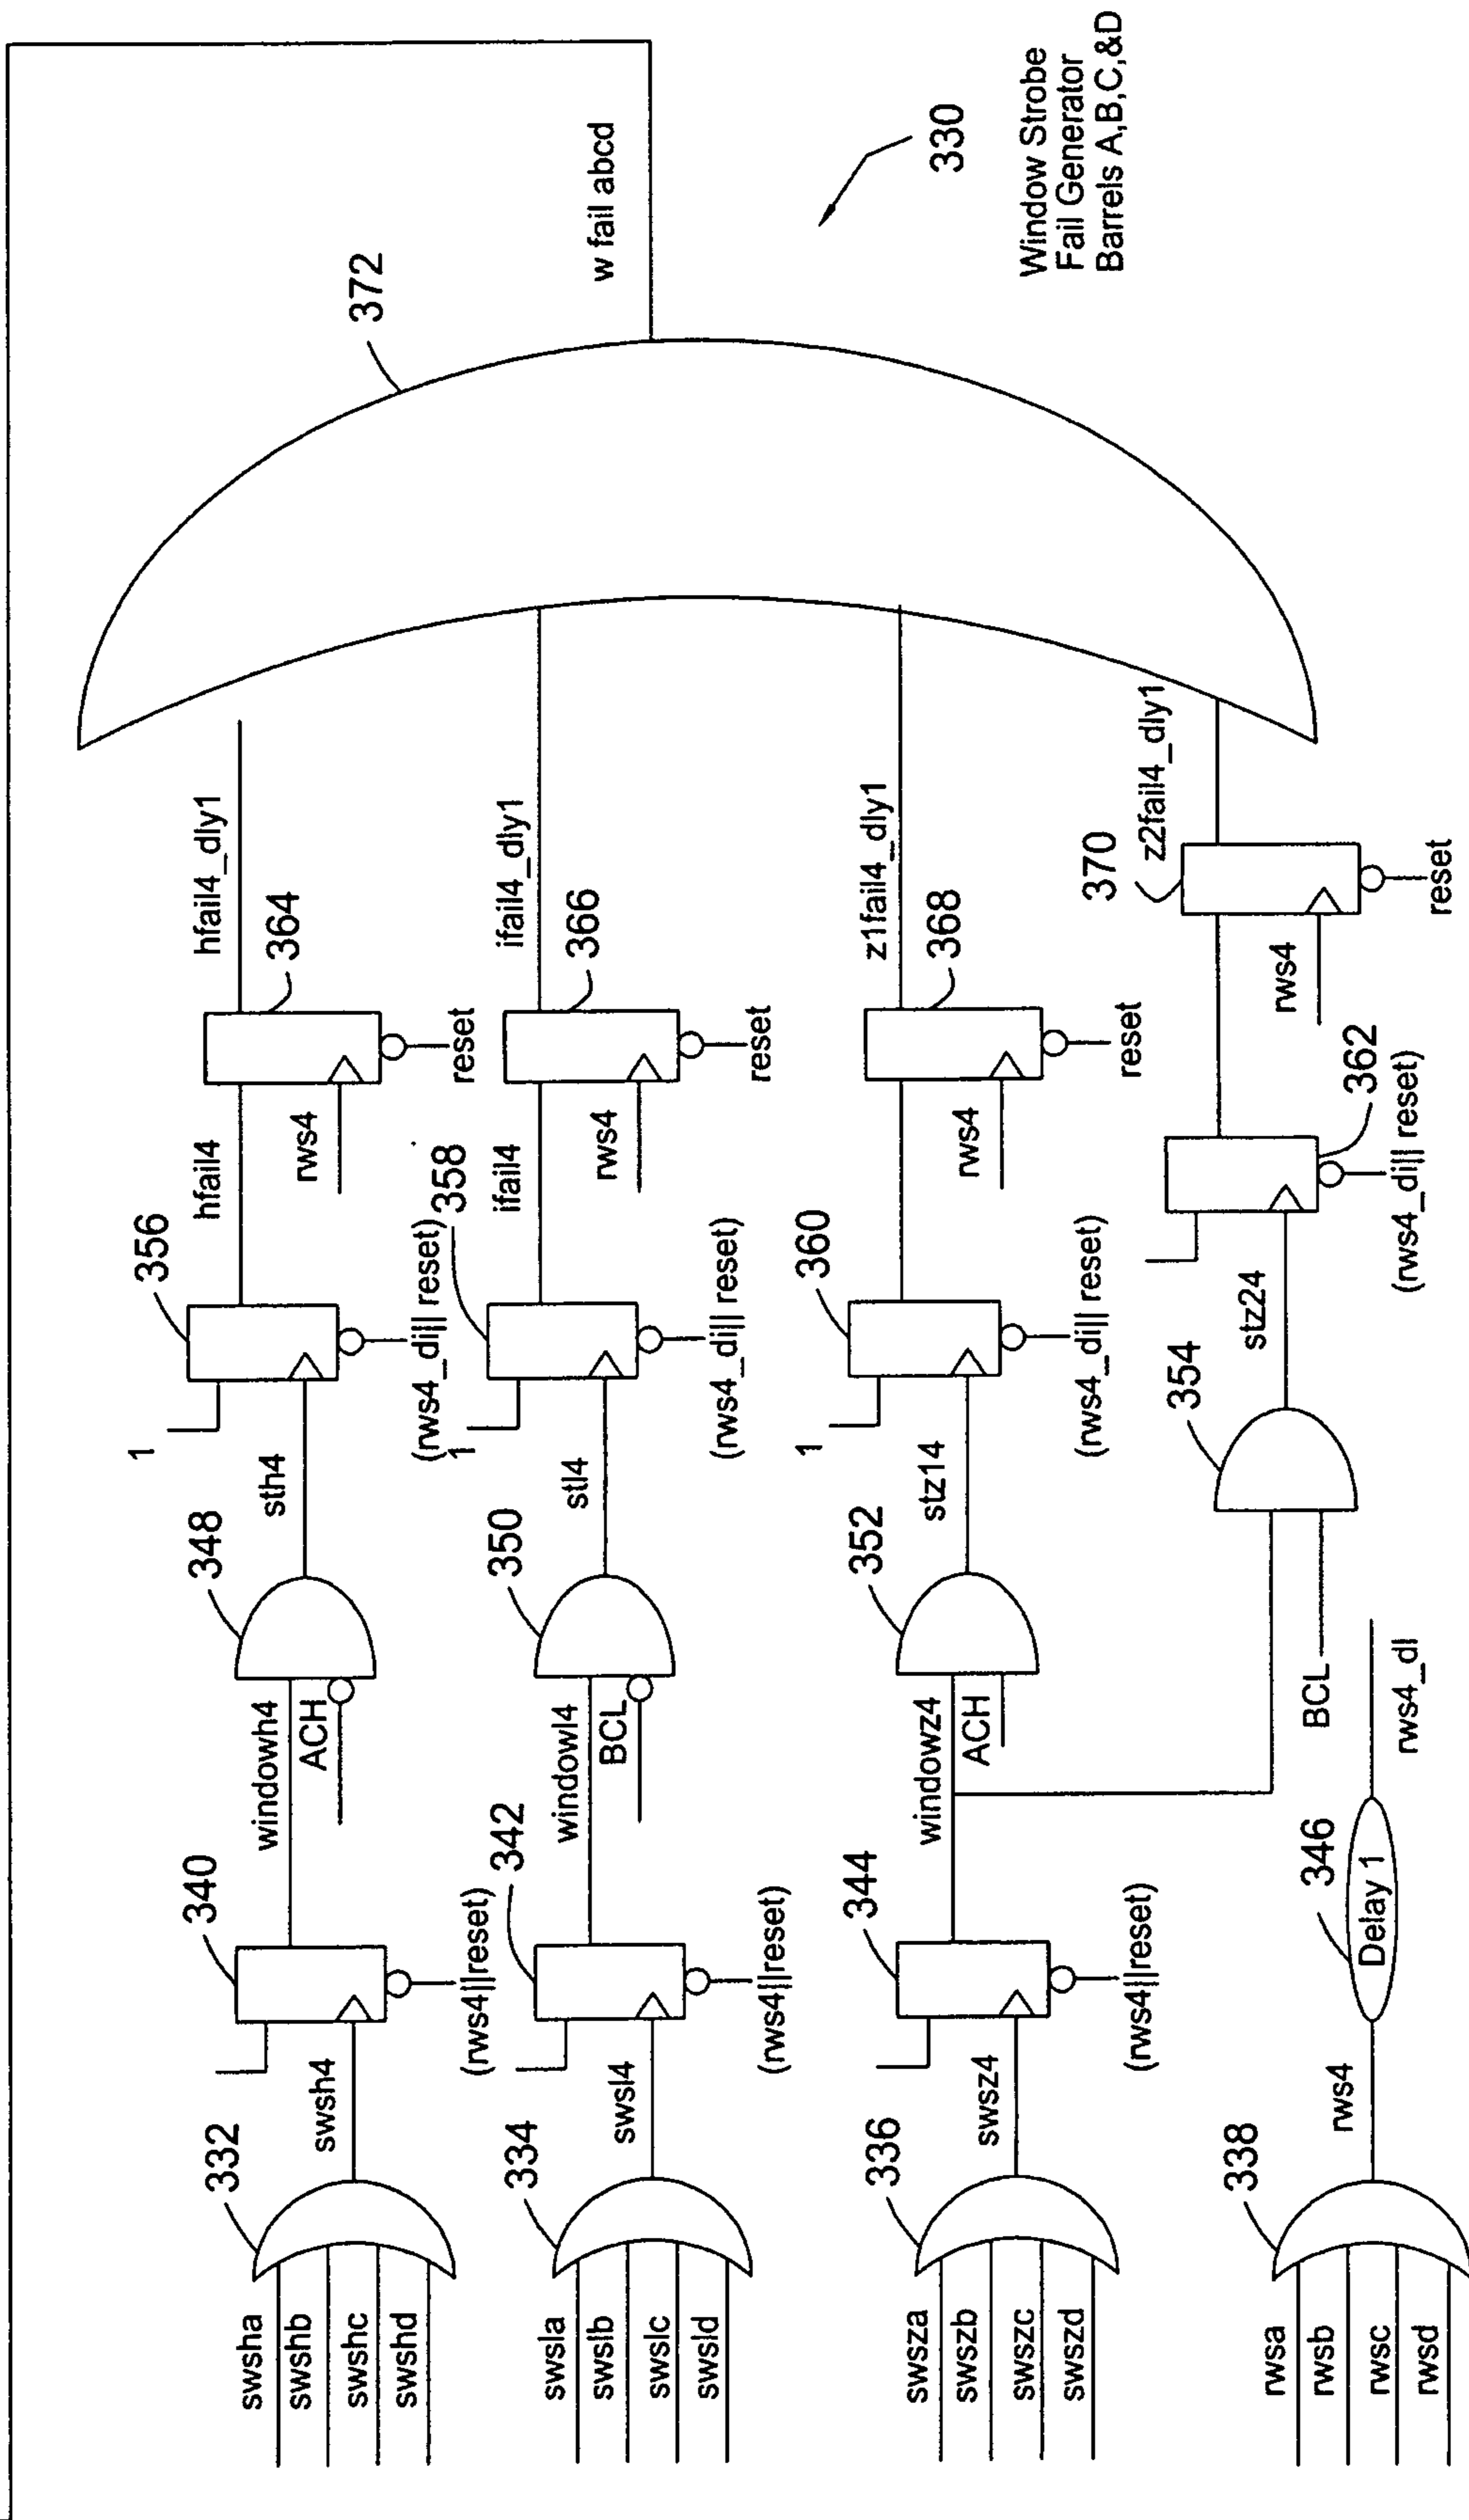 swsha
swshb
swshc
swshd
332
swsh4
340
(rws4||reset)
windowh4
ACH
348
sth4
1
356
(rws4_di|| reset)
hfail4
rws4
364
reset
hfail4_dly1
swsla
swslb
swslc
swsld
334
swsl4
342
(rws4||reset)
windowl4
BCL
350
stl4
1
358
(rws4_di|| reset)
ifail4
rws4
366
reset
ifail4_dly1
swsza
swszb
swszc
swszd
336
swsz4
344
(rws4||reset)
windowz4
ACH
352
stz14
1
360
(rws4_di|| reset)
rws4
368
reset
z1fail4_dly1
rwsa
rwsb
rwsc
rwsd
338
rws4
346
Delay 1
rws4_dl
BCL
354
stz24
362
(rws4_di|| reset)
rws4
370
reset
z2fail4_dly1
372
w fail abcd
330
Window Strobe
Fail Generator
Barrels A,B,C,&D